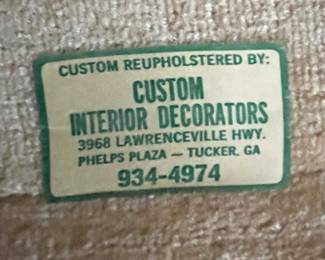 CUSTOM REUPHOLSTERED BY:
CUSTOM
INTERIOR DECORATORS
3968 LAWRENCEVILLE HWY.
PHELPS PLAZA — TUCKER, GA
934-4974